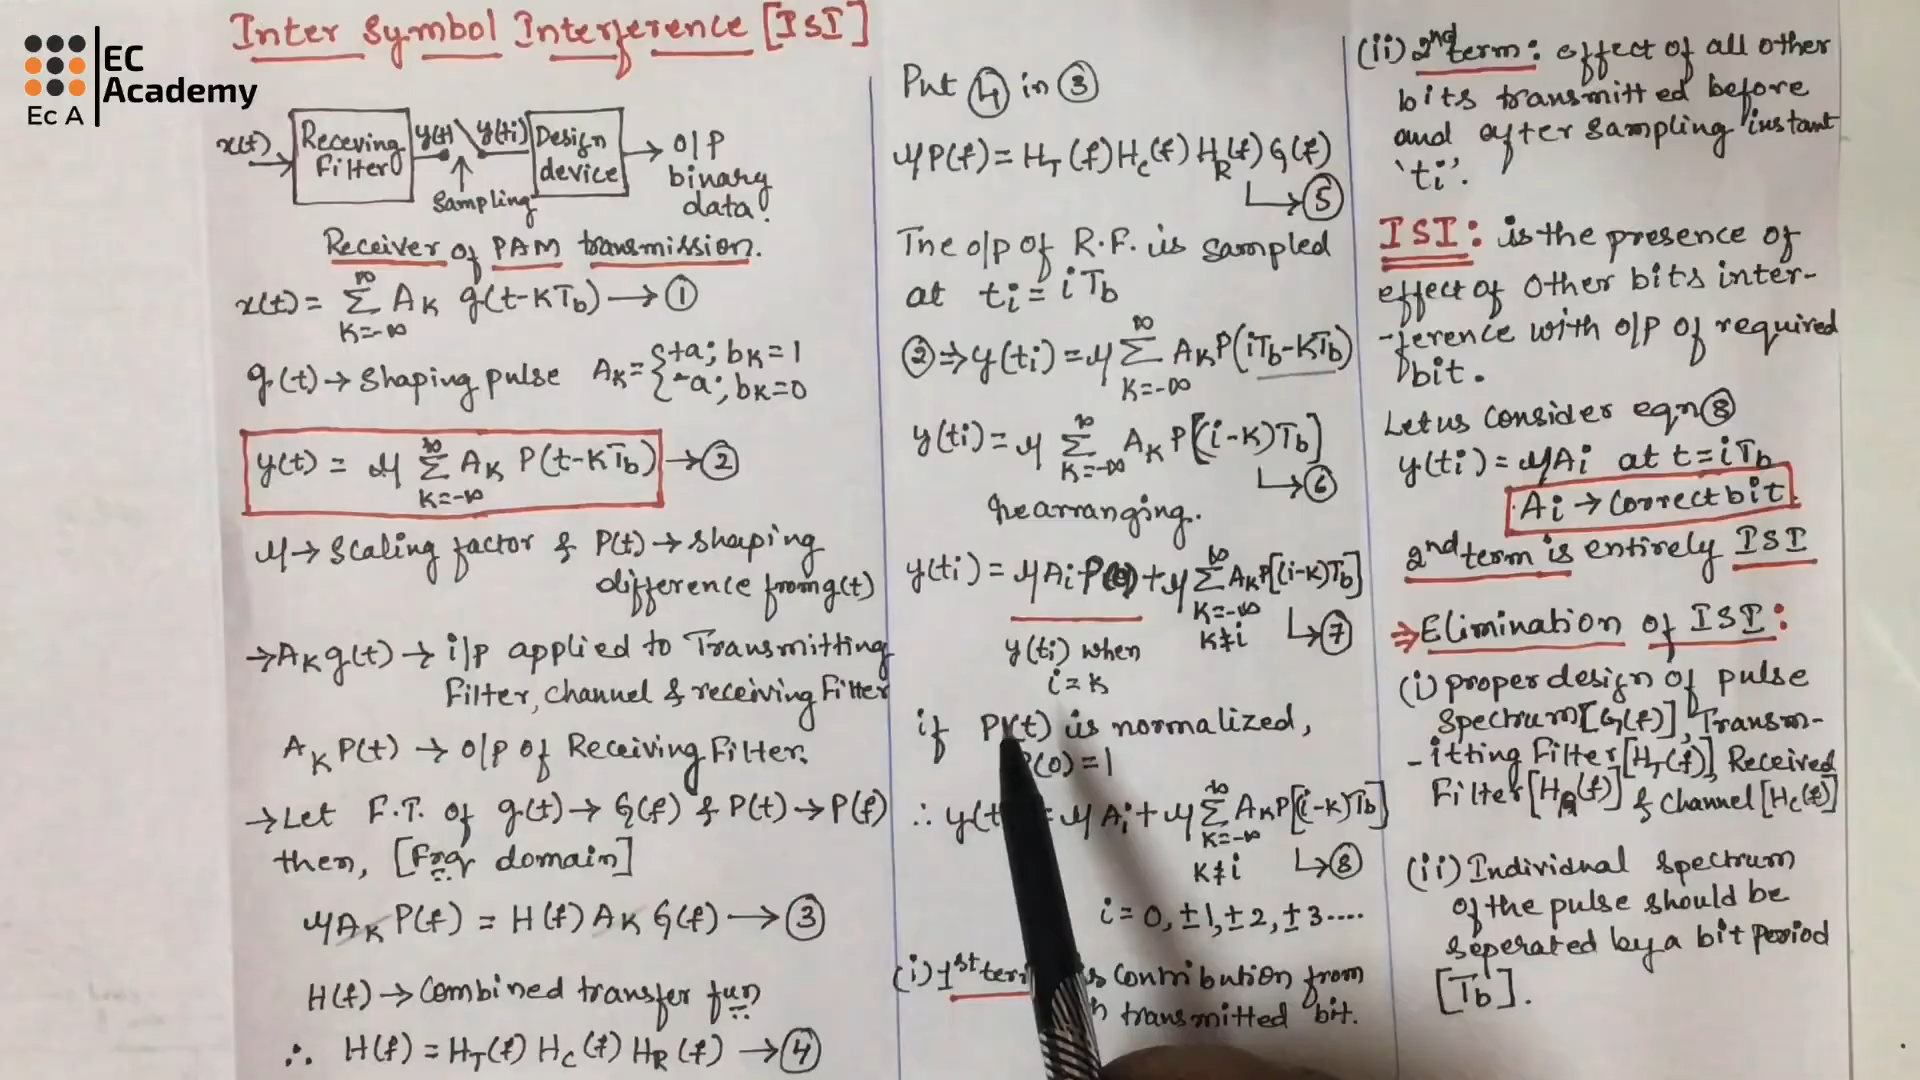 EC
Academy
Ec A
Inter Symbol Interference [ISI]
x(t)
Receving
Filter
y(t)
y(ti)
Sampling
Design
device
O/P
binary
data.
Receiver of PAM transmission.
x(t) = ∞ Σ K=-∞ AK g(t-KTb) → ①
g(t) → Shaping pulse AK = { +a; bK=1
-a; bK=0
y(t) = μ ∞ Σ K=-∞ AK P(t-KTb) → ②
μ → Scaling factor & P(t) → shaping
difference from g(t)
→ AK g(t) → i/p applied to Transmitting
Filter, channel & receiving Filter
AK P(t) → o/p of Receiving Filter.
→ Let F.T. of g(t) → G(f) & P(t) → P(f)
then, [Frq domain]
μAK P(f) = H(f) AK G(f) → ③
H(f) → Combined transfer fun
∴ H(f) = HT(f) HC(f) HR(f) → ④
Put ④ in ③
μP(f) = HT(f) HC(f) HR(f) G(f)
→ ⑤
The o/p of R.F. is sampled
at ti = iTb
② ⇒ y(ti) = μ ∞ Σ K=-∞ AK P(iTb-KTb)
y(ti) = μ ∞ Σ K=-∞ AK P[(i-K)Tb]
→ ⑥
rearranging.
y(ti) = μAi P(0) + μ ∞ Σ K=-∞ K≠i AK P[(i-K)Tb]
→ ⑦
y(ti) when
i = K
if P(t) is normalized,
P(0) = 1
∴ y(t = μAi + μ ∞ Σ K=-∞ K≠i AK P[(i-K)Tb]
→ ⑧
i = 0, ±1, ±2, ±3....
(i) 1st ter s contribution from
h transmitted bit.
(ii) 2nd term: effect of all other
bits transmitted before
and after sampling instant
'ti'.
ISI: is the presence of
effect of other bits inter-
-ference with o/p of required
bit.
Let us consider eqn ⑧
y(ti) = μAi at t = iTb
Ai → Correct bit.
2nd term is entirely ISI
⇒ Elimination of ISI:
(i) proper design of pulse
Spectrum [G(f)], Transm-
-itting Filter [HT(f)], Received
Filter [HR(f)] & Channel [HC(f)]
(ii) Individual spectrum
of the pulse should be
seperated by a bit period
[Tb].